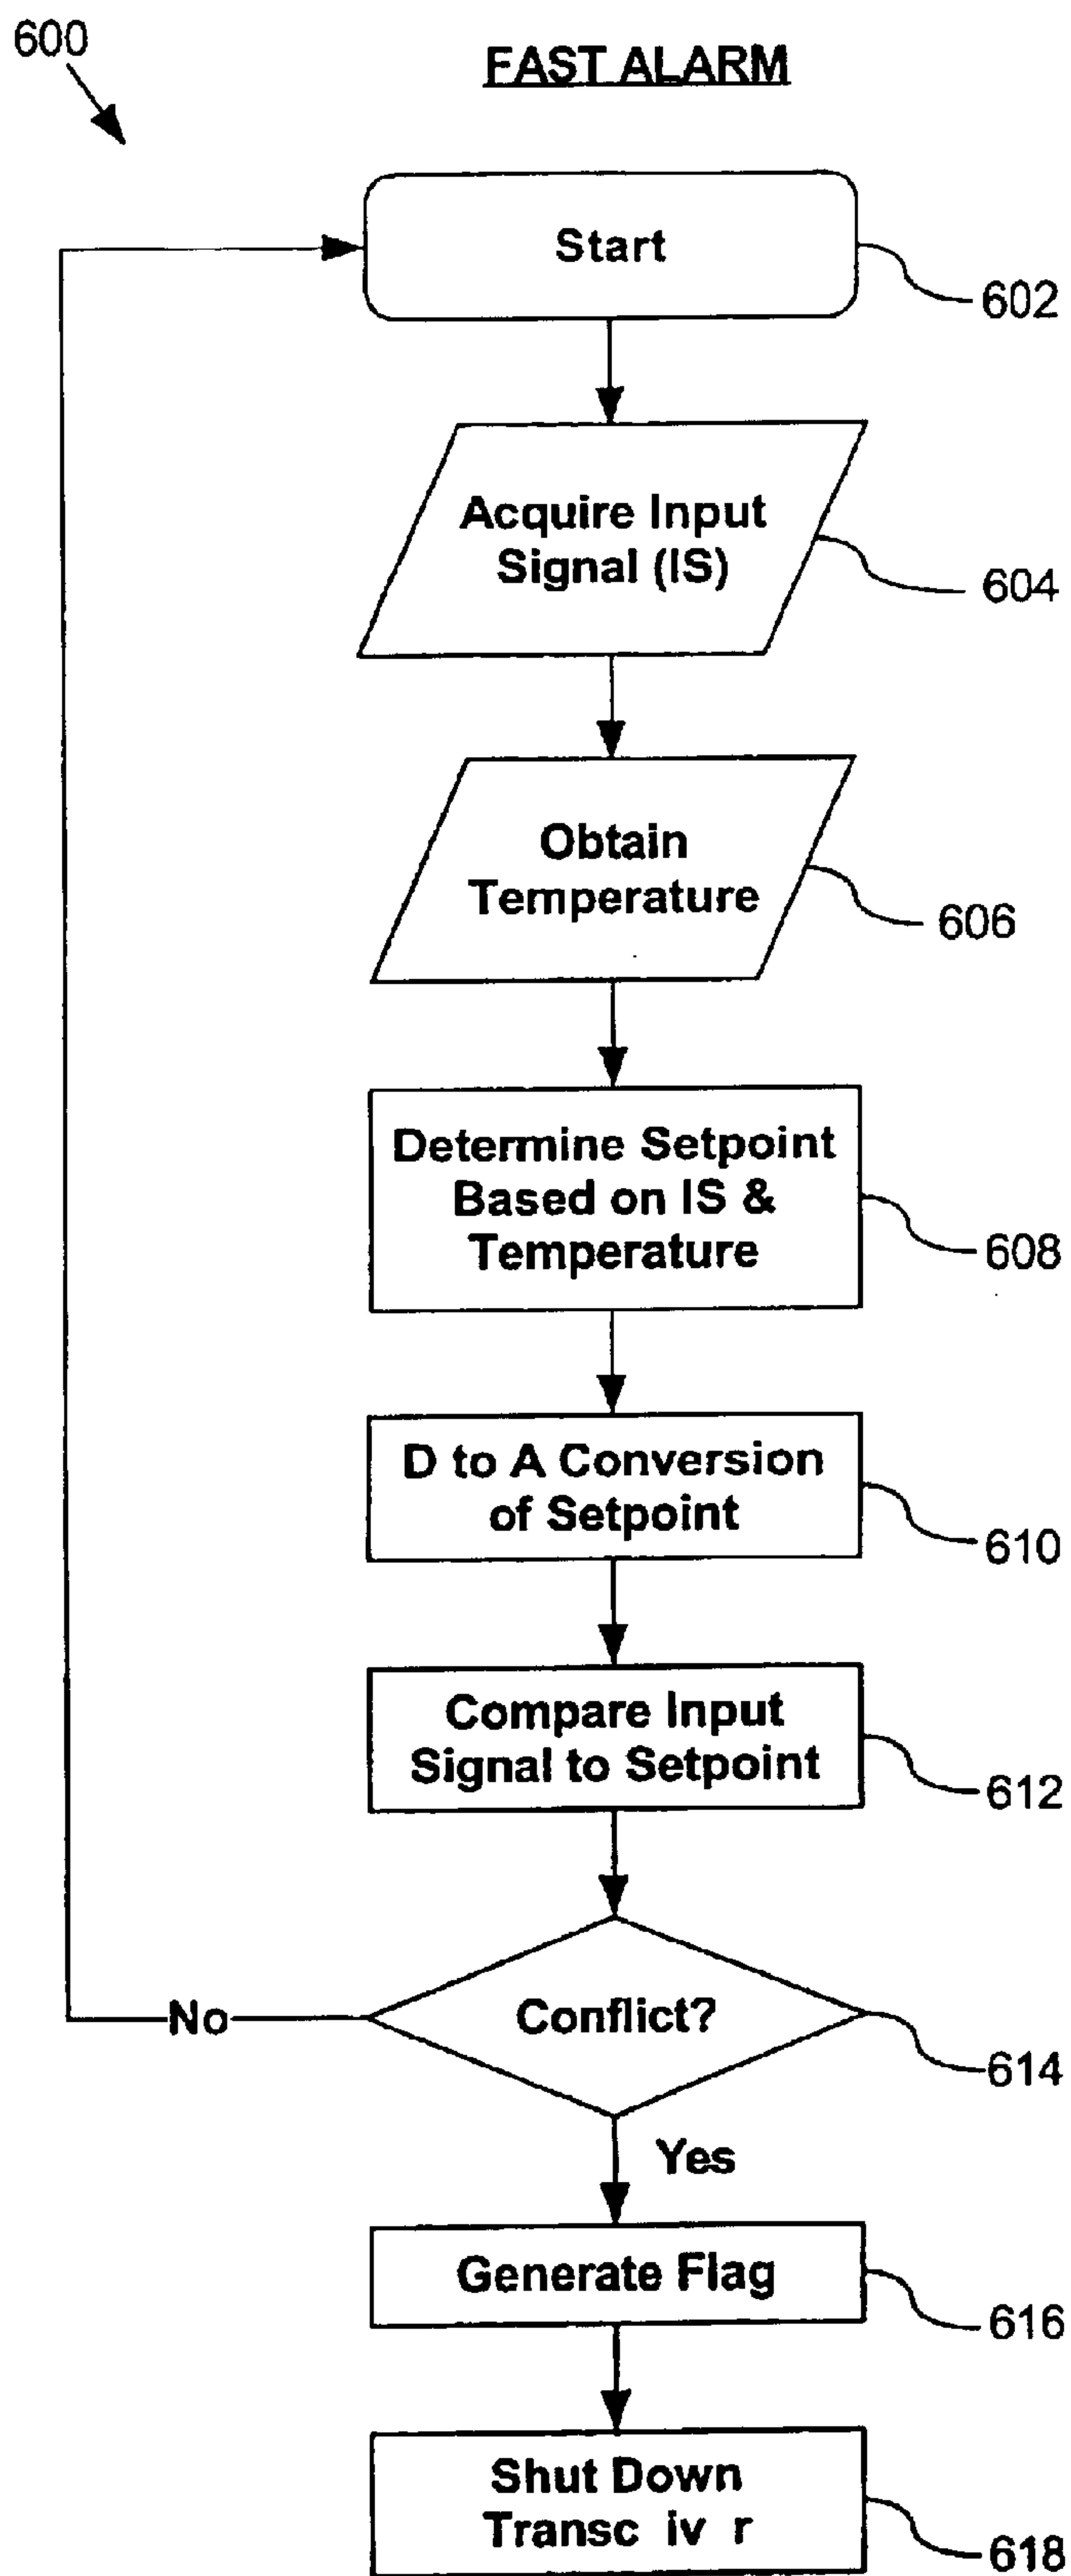 600
FAST ALARM
Start
602
Acquire Input
Signal (IS)
604
Obtain
Temperature
606
Determine Setpoint
Based on IS &
Temperature
608
D to A Conversion
of Setpoint
610
Compare Input
Signal to Setpoint
612
Conflict?
No
614
Yes
Generate Flag
616
Shut Down
Transc iv r
618